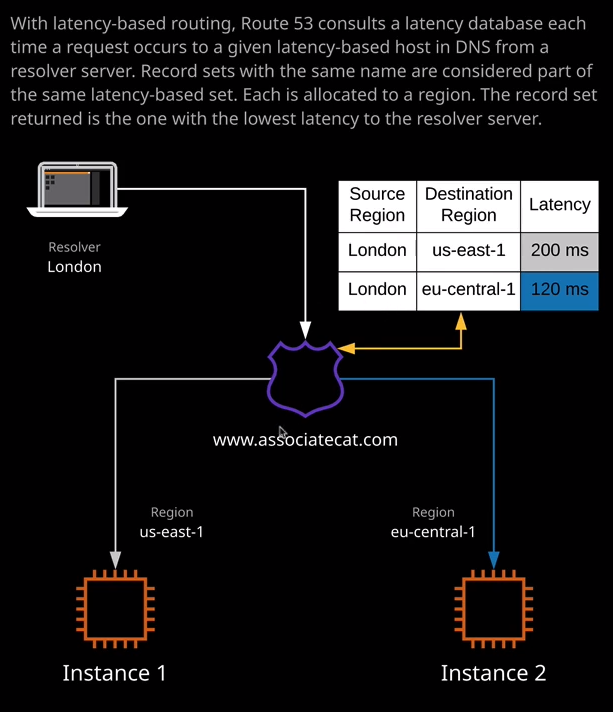 With latency-based routing, Route 53 consults a latency database each
time a request occurs to a given latency-based host in DNS from a
resolver server. Record sets with the same name are considered part of
the same latency-based set. Each is allocated to a region. The record set
returned is the one with the lowest latency to the resolver server.
Resolver
London
Source Region
Destination Region
Latency
London
us-east-1
200 ms
London
eu-central-1
120 ms
www.associatecat.com
Region
us-east-1
Region
eu-central-1
Instance 1
Instance 2